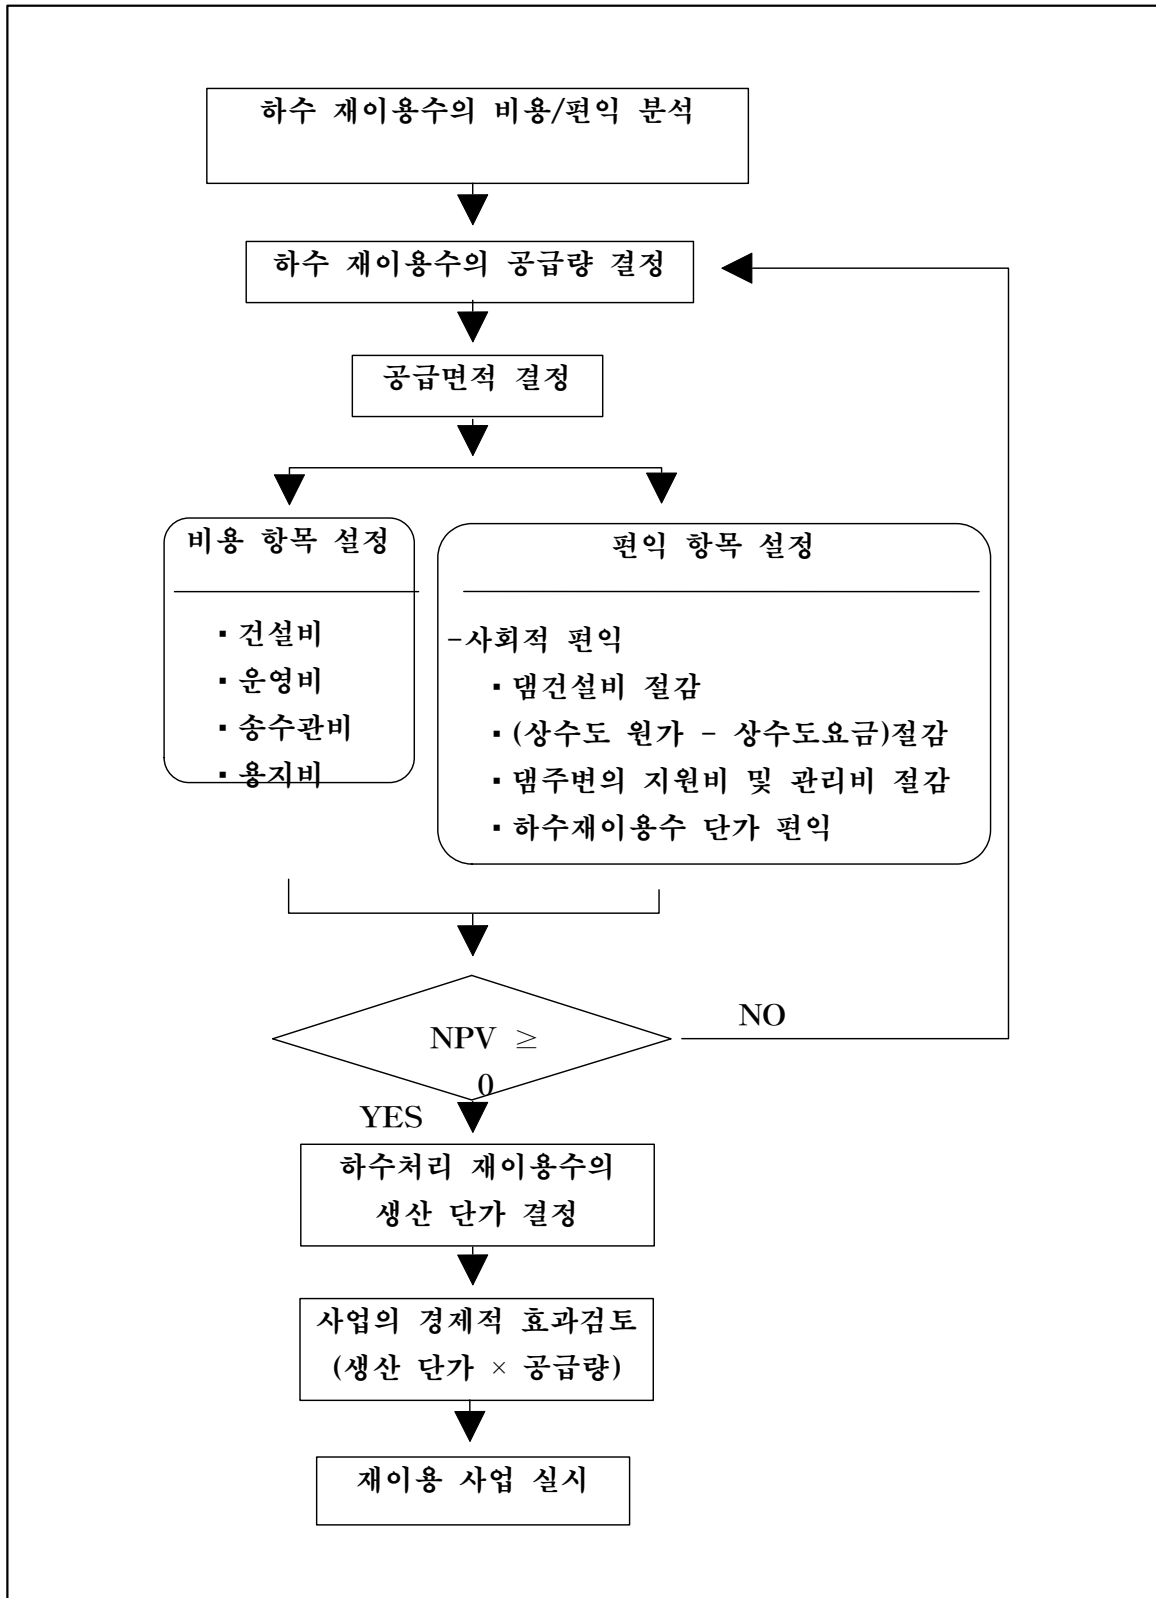 하수 재이용수의 비용/편익 분석
하수 재이용수의 공급량 결정
공급면적 결정
비용 항목 설정
▪ 건설비
▪ 운영비
▪ 송수관비
▪ 용지비
편익 항목 설정
-사회적 편익
▪ 댐건설비 절감
▪ (상수도 원가 - 상수도요금)절감
▪ 댐주변의 지원비 및 관리비 절감
▪ 하수재이용수 단가 편익
NPV ≥
0
NO
YES
하수처리 재이용수의
생산 단가 결정
사업의 경제적 효과검토
(생산 단가 × 공급량)
재이용 사업 실시